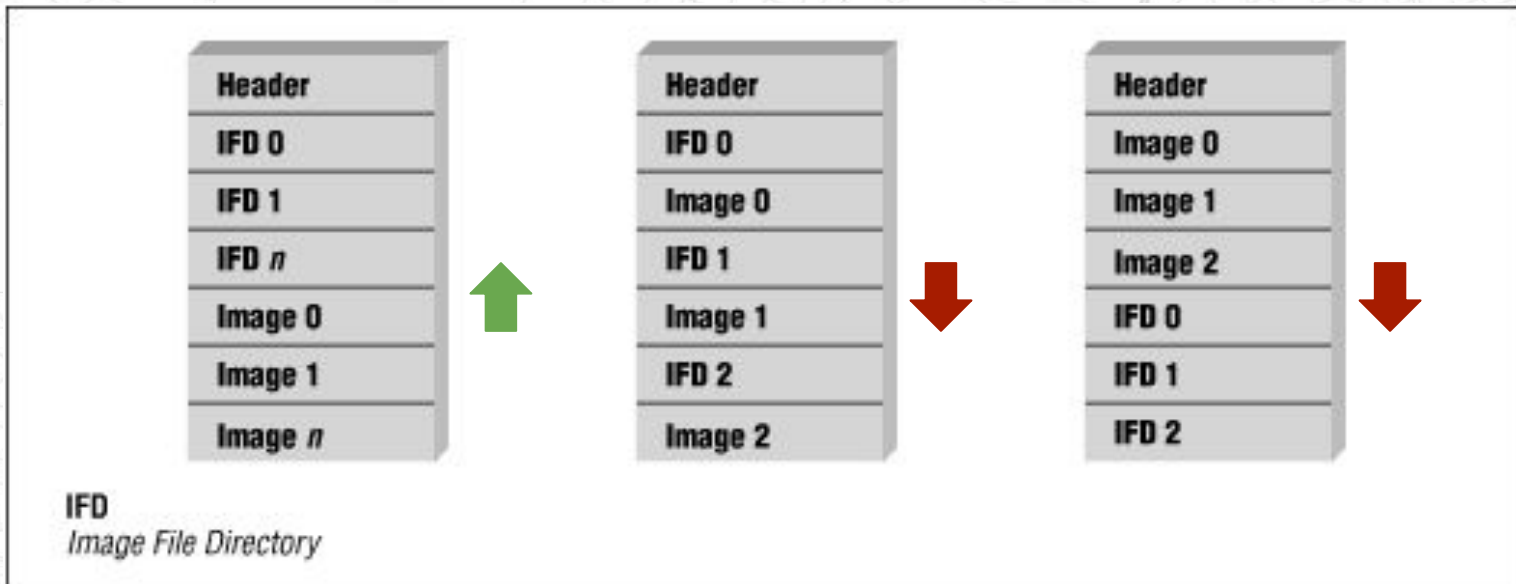 Header
IFD 0
IFD 1
IFD n
Image 0
Image 1
Image n
Header
IFD 0
Image 0
IFD 1
Image 1
IFD 2
Image 2
Header
Image 0
Image 1
Image 2
IFD 0
IFD 1
IFD 2
IFD
Image File Directory